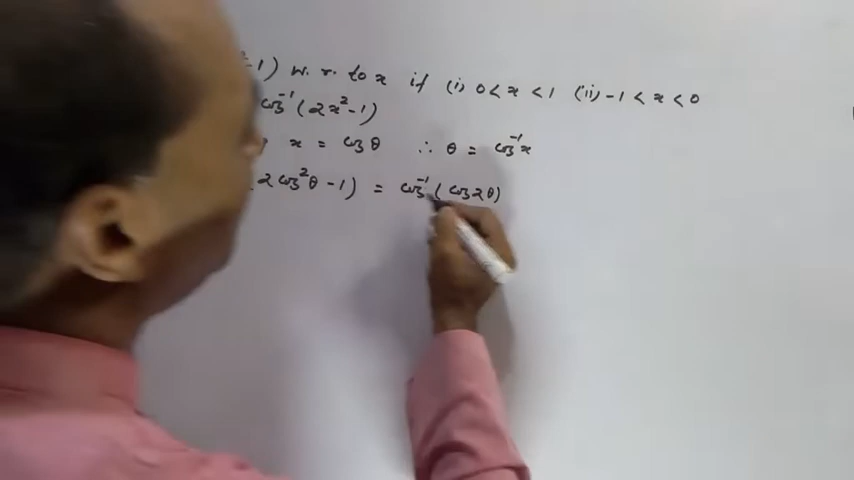 -1) w. r. to x if (i) 0 < x < 1 (ii) -1 < x < 0
cos⁻¹(2x²-1)
x = cos θ ∴ θ = cos⁻¹x
2cos²θ -1) = cos⁻¹(cos2θ)